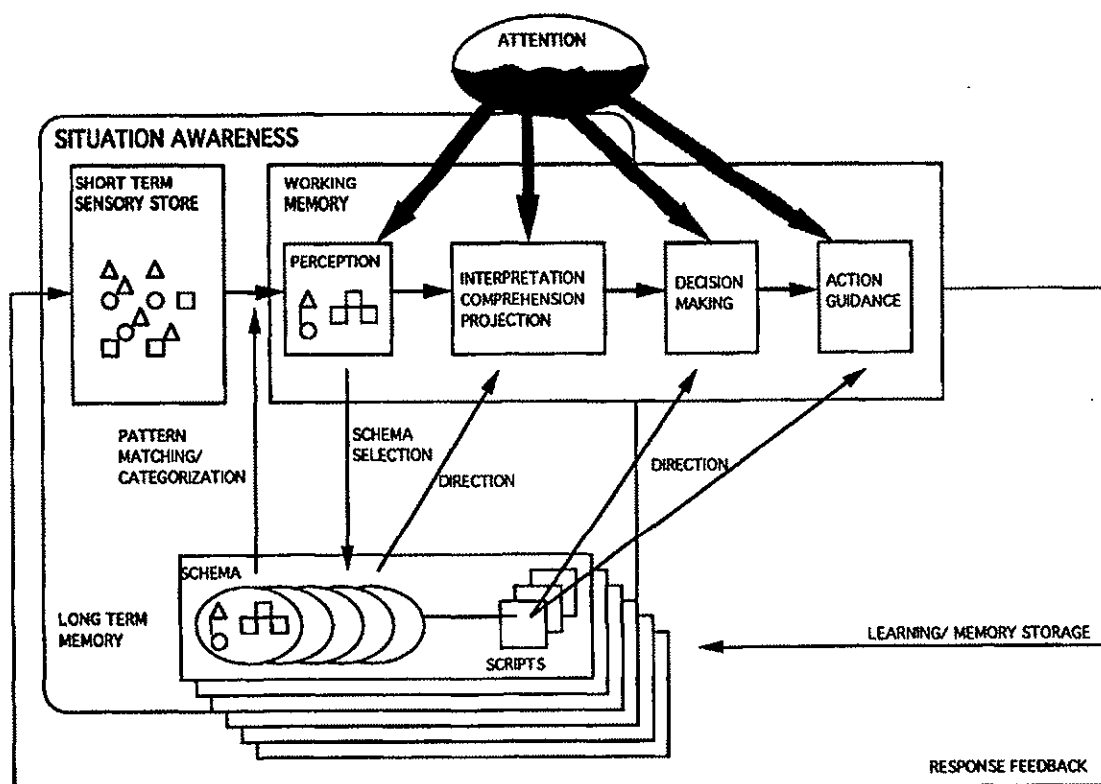 ATTENTION
SITUATION AWARENESS
SHORT TERM
SENSORY STORE
WORKING
MEMORY
PERCEPTION
INTERPRETATION
COMPREHENSION
PROJECTION
DECISION
MAKING
ACTION
GUIDANCE
PATTERN
MATCHING/
CATEGORIZATION
SCHEMA
SELECTION
DIRECTION
DIRECTION
SCHEMA
LONG TERM
MEMORY
SCRIPTS
LEARNING/ MEMORY STORAGE
RESPONSE FEEDBACK